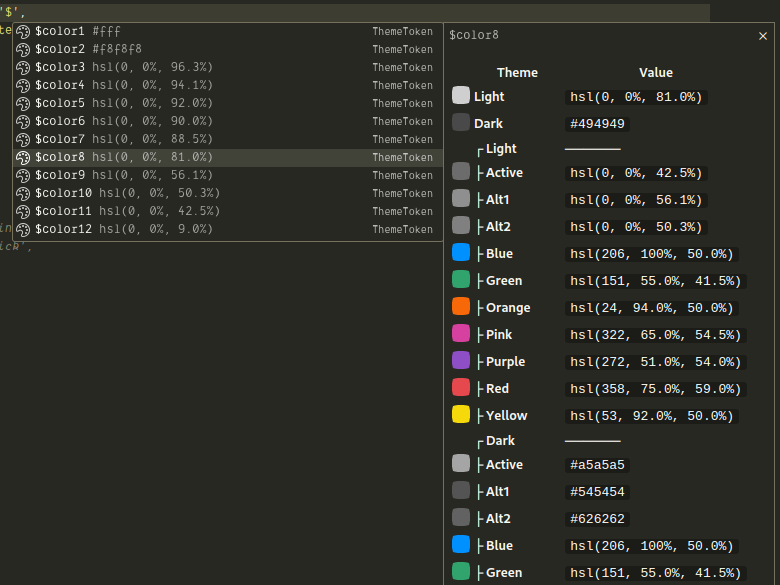 '$',
te
$color1 #fff ThemeToken
$color2 #f8f8f8 ThemeToken
$color3 hsl(0, 0%, 96.3%) ThemeToken
$color4 hsl(0, 0%, 94.1%) ThemeToken
$color5 hsl(0, 0%, 92.0%) ThemeToken
$color6 hsl(0, 0%, 90.0%) ThemeToken
$color7 hsl(0, 0%, 88.5%) ThemeToken
$color8 hsl(0, 0%, 81.0%) ThemeToken
$color9 hsl(0, 0%, 56.1%) ThemeToken
$color10 hsl(0, 0%, 50.3%) ThemeToken
$color11 hsl(0, 0%, 42.5%) ThemeToken
$color12 hsl(0, 0%, 9.0%) ThemeToken
in
ich',
$color8
Theme Value
Light hsl(0, 0%, 81.0%)
Dark #494949
┌ Light ─────
├ Active hsl(0, 0%, 42.5%)
├ Alt1 hsl(0, 0%, 56.1%)
├ Alt2 hsl(0, 0%, 50.3%)
├ Blue hsl(206, 100%, 50.0%)
├ Green hsl(151, 55.0%, 41.5%)
├ Orange hsl(24, 94.0%, 50.0%)
├ Pink hsl(322, 65.0%, 54.5%)
├ Purple hsl(272, 51.0%, 54.0%)
├ Red hsl(358, 75.0%, 59.0%)
├ Yellow hsl(53, 92.0%, 50.0%)
┌ Dark ─────
├ Active #a5a5a5
├ Alt1 #545454
├ Alt2 #626262
├ Blue hsl(206, 100%, 50.0%)
├ Green hsl(151, 55.0%, 41.5%)